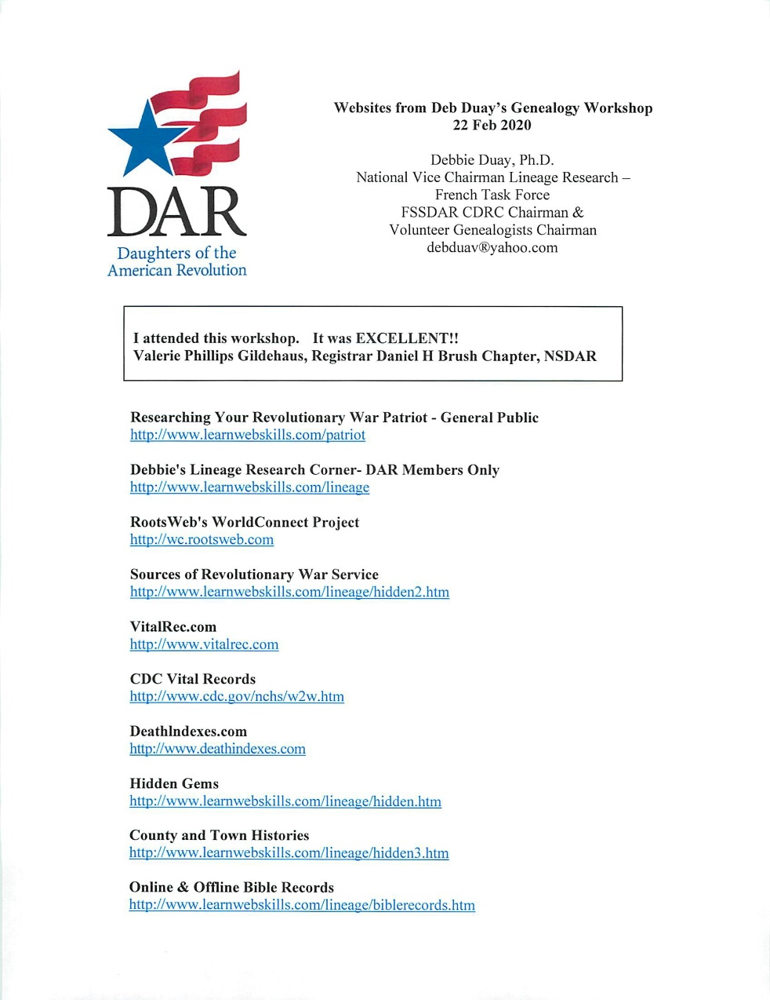 DAR
Daughters of the
American Revolution
Websites from Deb Duay's Genealogy Workshop
22 Feb 2020
Debbie Duay, Ph.D.
National Vice Chairman Lineage Research –
French Task Force
FSSDAR CDRC Chairman &
Volunteer Genealogists Chairman
debduav®yahoo.com
I attended this workshop. It was EXCELLENT!!
Valerie Phillips Gildehaus, Registrar Daniel H Brush Chapter, NSDAR
Researching Your Revolutionary War Patriot - General Public
http://www.learnwebskills.com/patriot
Debbie's Lineage Research Corner- DAR Members Only
http://www.learnwebskills.com/lineage
RootsWeb's WorldConnect Project
http://wc.rootsweb.com
Sources of Revolutionary War Service
http://www.learnwebskills.com/lineage/hidden2.htm
VitalRec.com
http://www.vitalrec.com
CDC Vital Records
http://www.cdc.gov/nchs/w2w.htm
DeathIndexes.com
http://www.deathindexes.com
Hidden Gems
http://www.learnwebskills.com/lineage/hidden.htm
County and Town Histories
http://www.learnwebskills.com/lineage/hidden3.htm
Online & Offline Bible Records
http://www.learnwebskills.com/lineage/biblerecords.htm